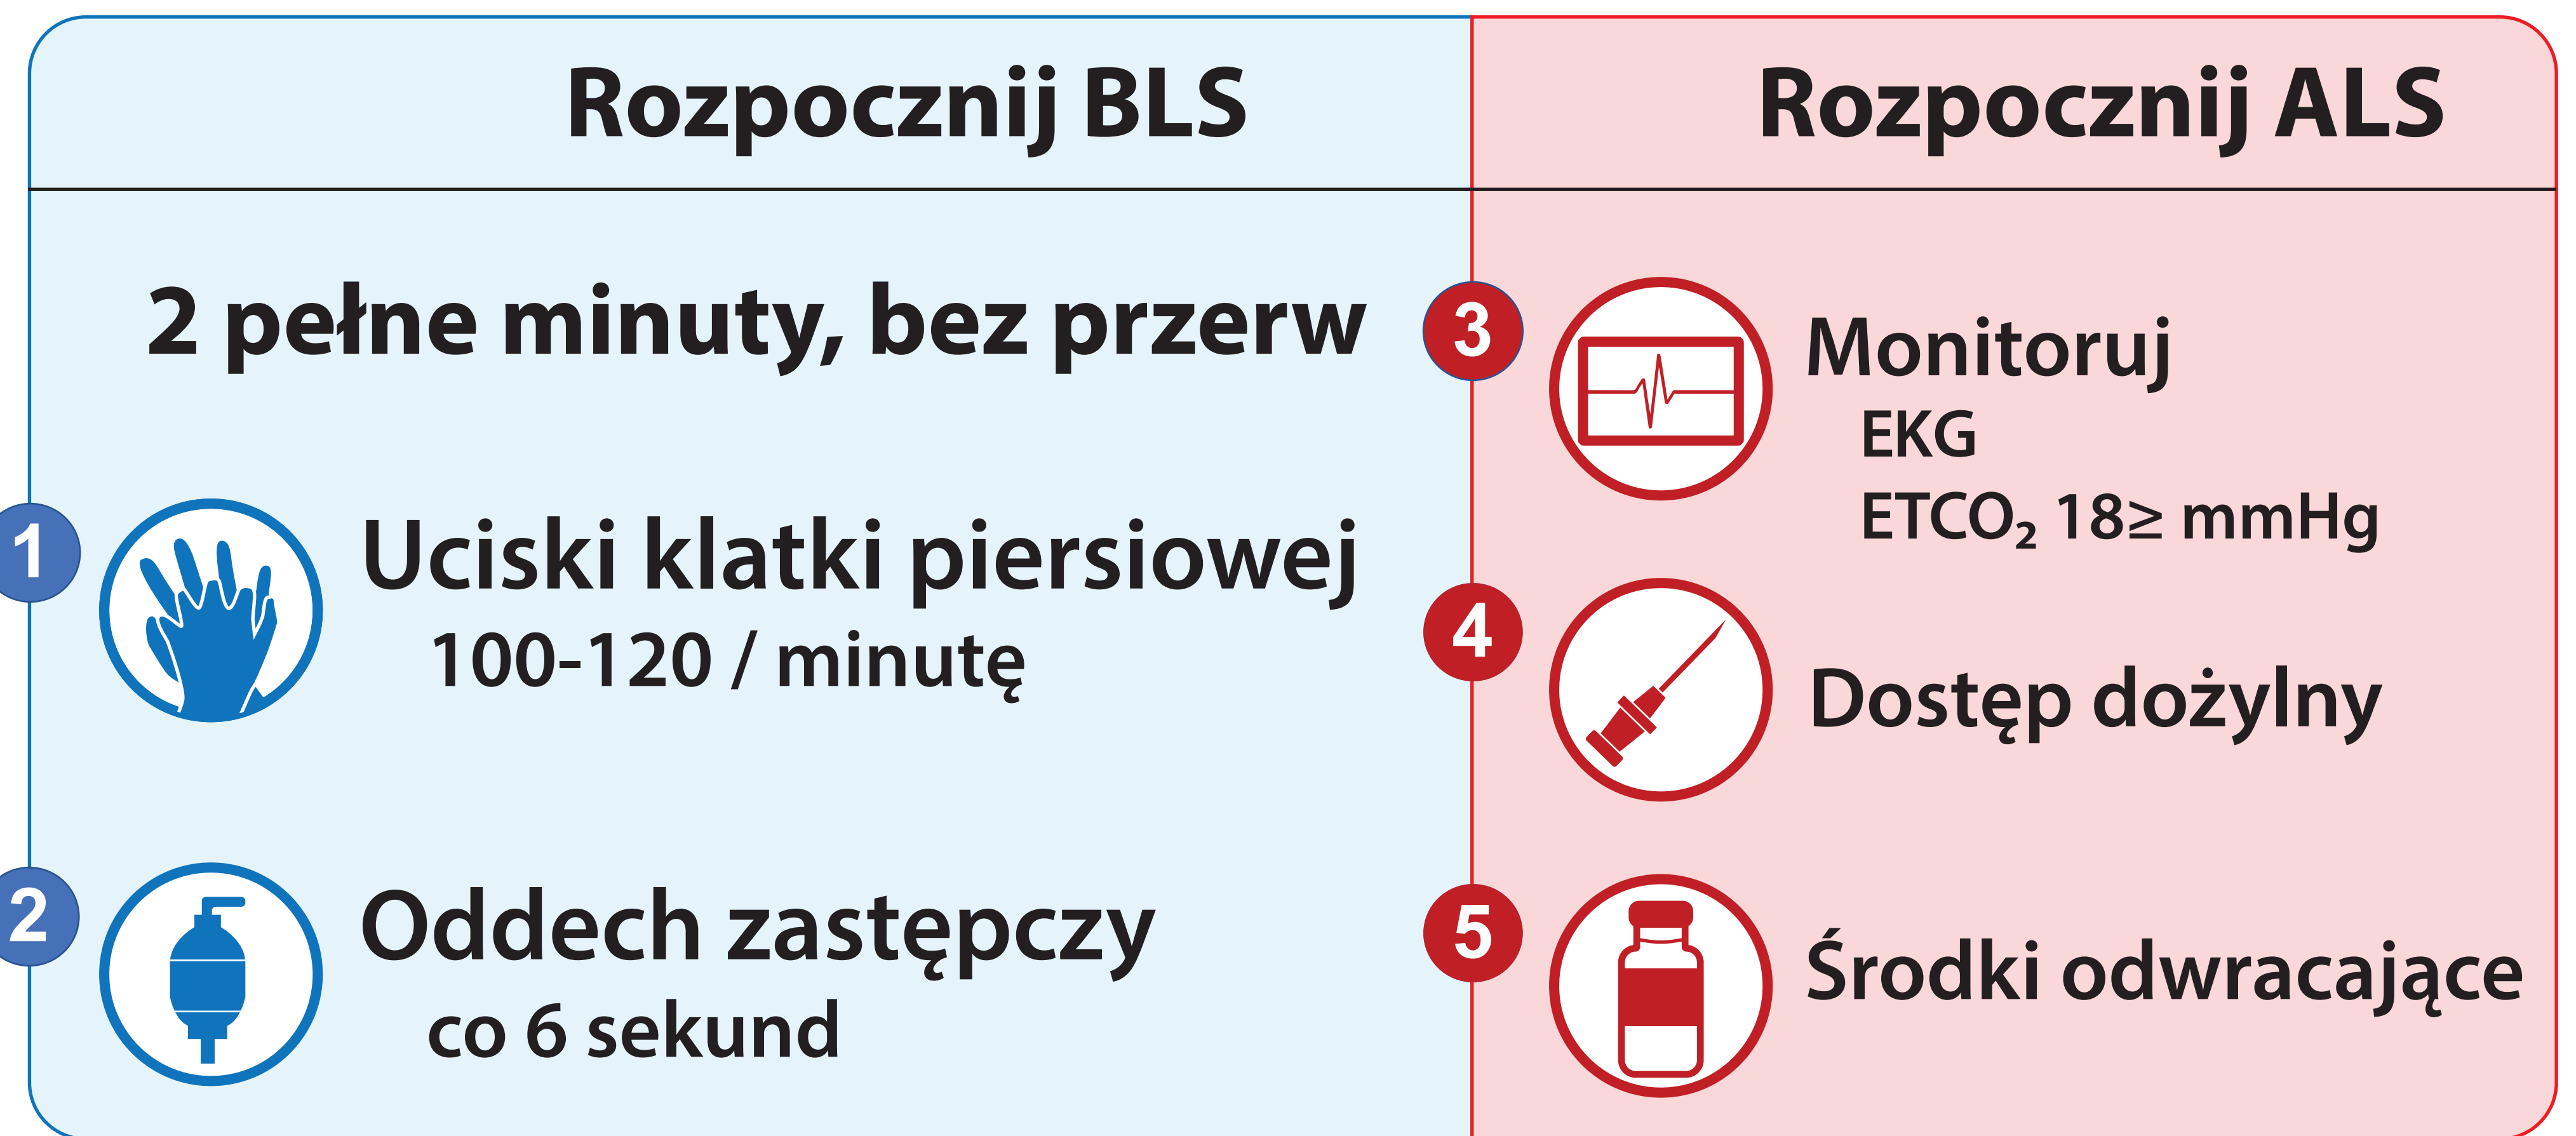 Rozpocznij BLS
2 pełne minuty, bez przerw
1
Uciski klatki piersiowej
100-120 / minutę
2
Oddech zastępczy
co 6 sekund
Rozpocznij ALS
3
Monitoruj
EKG
ETCO₂ 18≥ mmHg
4
Dostęp dożylny
5
Środki odwracające